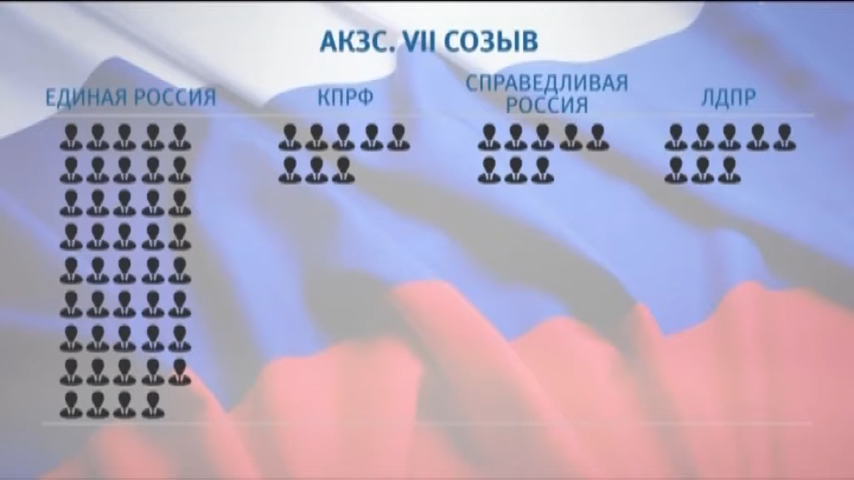 АКЗС. VII СОЗЫВ
ЕДИНАЯ РОССИЯ
КПРФ
СПРАВЕДЛИВАЯ
РОССИЯ
ЛДПР